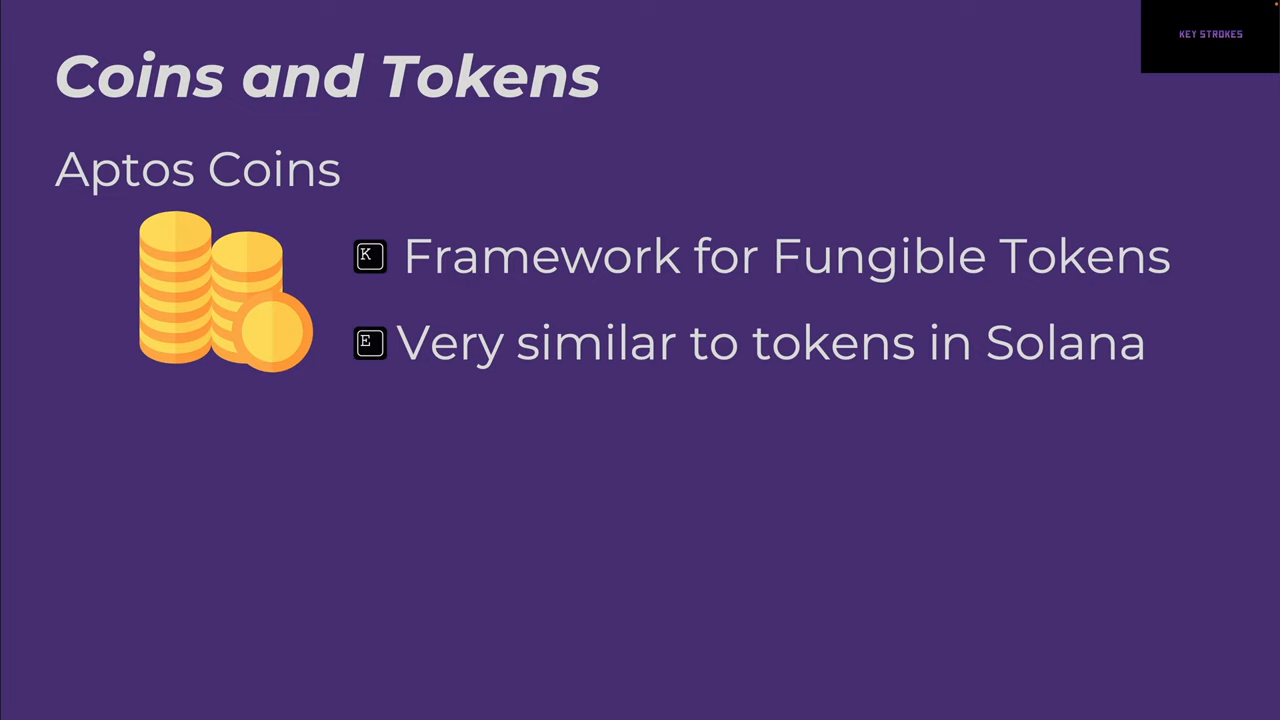 KEY STROKES
Coins and Tokens
Aptos Coins
K Framework for Fungible Tokens
E Very similar to tokens in Solana